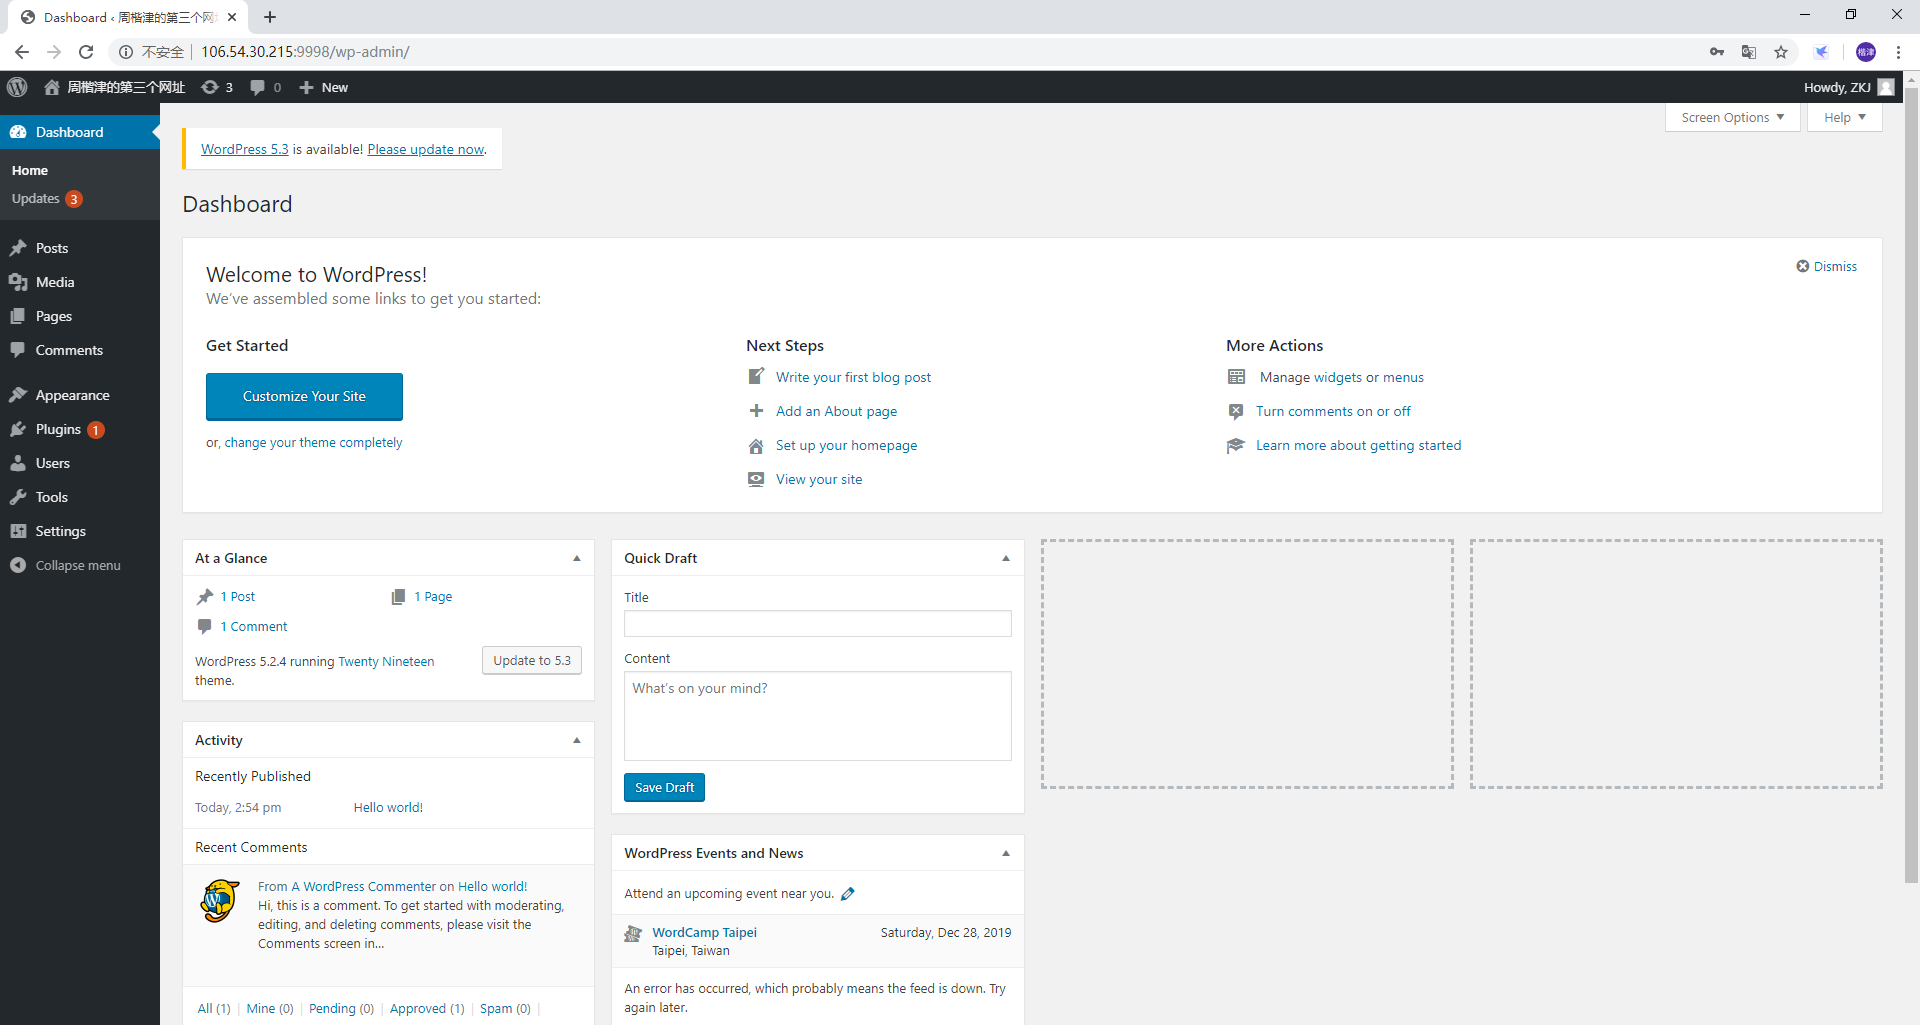 Dashboard ‹ 周楷津的第三个网
不安全
106.54.30.215:9998/wp-admin/
楷津
周楷津的第三个网址
3
0
New
Howdy, ZKJ
Dashboard
Home
Updates 3
Posts
Media
Pages
Comments
Appearance
Plugins 1
Users
Tools
Settings
Collapse menu
Screen Options
Help
WordPress 5.3 is available! Please update now.
Dashboard
Welcome to WordPress!
We've assembled some links to get you started:
Dismiss
Get Started
Customize Your Site
or, change your theme completely
Next Steps
Write your first blog post
Add an About page
Set up your homepage
View your site
More Actions
Manage widgets or menus
Turn comments on or off
Learn more about getting started
At a Glance
1 Post
1 Page
1 Comment
WordPress 5.2.4 running Twenty Nineteen
theme.
Update to 5.3
Activity
Recently Published
Today, 2:54 pm
Hello world!
Recent Comments
From A WordPress Commenter on Hello world!
Hi, this is a comment. To get started with moderating,
editing, and deleting comments, please visit the
Comments screen in…
All (1) | Mine (0) | Pending (0) | Approved (1) | Spam (0) |
Quick Draft
Title
Content
What's on your mind?
Save Draft
WordPress Events and News
Attend an upcoming event near you.
WordCamp Taipei
Saturday, Dec 28, 2019
Taipei, Taiwan
An error has occurred, which probably means the feed is down. Try
again later.